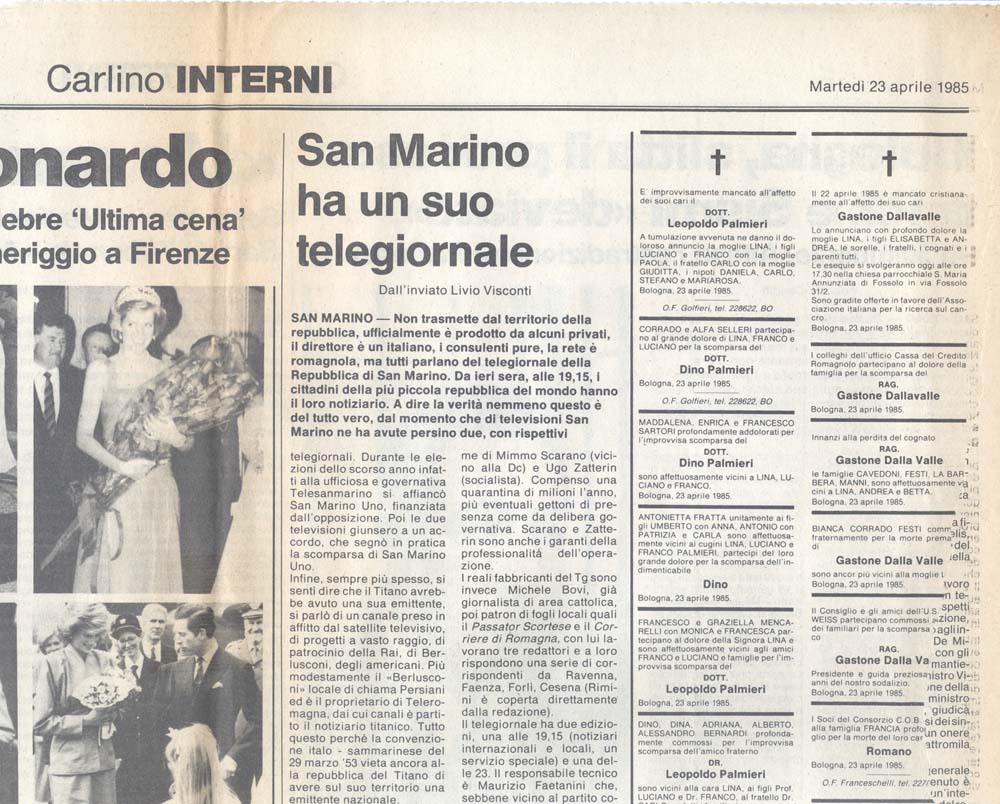 Carlino INTERNI
Martedì 23 aprile 1985
onardo
ebre 'Ultima cena'
eriggio a Firenze
San Marino
ha un suo
telegiornale
Dall'inviato Livio Visconti
SAN MARINO — Non trasmette dal territorio della
repubblica, ufficialmente è prodotto da alcuni privati,
il direttore è un italiano, i consulenti pure, la rete è
romagnola, ma tutti parlano del telegiornale della
Repubblica di San Marino. Da ieri sera, alle 19,15, i
cittadini della più piccola repubblica del mondo hanno
il loro notiziario. A dire la verità nemmeno questo è
del tutto vero, dal momento che di televisioni San
Marino ne ha avute persino due, con rispettivi
telegiornali. Durante le ele-
zioni dello scorso anno infat-
ti alla ufficiosa e governativa
Telesanmarino si affiancò
San Marino Uno, finanziata
dall'opposizione. Poi le due
televisioni giunsero a un ac-
cordo, che segnò in pratica
la scomparsa di San Marino
Uno.
Infine, sempre più spesso, si
sentì dire che il Titano avreb-
be avuto una sua emittente,
si parlò di un canale preso in
affitto dal satellite televisivo,
di progetti a vasto raggio, di
patrocinio della Rai, di Ber-
lusconi, degli americani. Più
modestamente il «Berlusco-
ni» locale di chiama Persiani
ed è il proprietario di Telero-
magna, dai cui canali è parti-
to il notiziario titanico. Tutto
questo perché la convenzio-
ne italo - sammarinese del
29 marzo '53 vieta ancora al-
la repubblica del Titano di
avere sul suo territorio una
emittente nazionale.
me di Mimmo Scarano (vici-
no alla Dc) e Ugo Zatterin
(socialista). Compenso una
quarantina di milioni l'anno,
più eventuali gettoni di pre-
senza come da delibera go-
vernativa. Scarano e Zatte-
rin sono anche i garanti della
professionalità dell'opera-
zione.
I reali fabbricanti del Tg sono
invece Michele Bovi, già
giornalista di area cattolica,
poi patron di fogli locali quali
il Passator Scortese e il Cor-
riere di Romagna, con lui la-
vorano tre redattori e a loro
rispondono una serie di cor-
rispondenti da Ravenna,
Faenza, Forlì, Cesena (Rimi-
ni è coperta direttamente
dalla redazione).
Il telegiornale ha due edizio-
ni, una alle 19,15 (notiziari
internazionali e locali, un
servizio speciale) e una del-
le 23. Il responsabile tecnico
è Maurizio Faetanini che,
sebbene vicino al partito co-
E' improvvisamente mancato all'affetto
dei suoi cari il
DOTT.
Leopoldo Palmieri
A tumulazione avvenuta ne danno il do-
loroso annuncio la moglie LINA, i figli
LUCIANO e FRANCO con la moglie
PAOLA, il fratello CARLO con la moglie
GIUDITTA, i nipoti DANIELA, CARLO,
STEFANO e MARIAROSA.
Bologna, 23 aprile 1985.
O.F. Golfieri, tel. 228622, BO
CORRADO e ALFA SELLERI partecipa-
no al grande dolore di LINA, FRANCO e
LUCIANO per la scomparsa del
DOTT.
Dino Palmieri
Bologna, 23 aprile 1985.
O.F. Golfieri, tel. 228622, BO
MADDALENA, ENRICA e FRANCESCO
SARTORI profondamente addolorati per
l'improvvisa scomparsa del
DOTT.
Dino Palmieri
sono affettuosamente vicini a LINA, LU-
CIANO e FRANCO.
Bologna, 23 aprile 1985.
ANTONIETTA FRATTA unitamente ai fi-
gli UMBERTO con ANNA, ANTONIO con
PATRIZIA e CARLA sono affettuosa-
mente vicini ai cugini LINA, LUCIANO e
FRANCO PALMIERI, partecipi del loro
grande dolore per la scomparsa dell'in-
dimenticabile
Dino
Bologna, 23 aprile 1985.
FRANCESCO e GRAZIELLA MENCA-
RELLI con MONICA e FRANCESCA par-
tecipano al dolore della Signora LINA e
sono affettuosamente vicini agli amici
FRANCO e LUCIANO e famiglie per l'im-
provvisa scomparsa del
DOTT.
Leopoldo Palmieri
Bologna, 23 aprile 1985.
DINO, DINA, ADRIANA, ALBERTO,
ALESSANDRO BERNARDI profonda-
mente commossi per l'improvvisa
scomparsa dell'amico fraterno
DR.
Leopoldo Palmieri
sono vicini alla cara LINA, ai figli Prof.
LUCIANO e Dr. FRANCO, al fratello Dr.
Il 22 aprile 1985 è mancato cristiana-
mente all'affetto dei suoi cari
Gastone Dallavalle
Lo annunciano con profondo dolore la
moglie LINA, i figli ELISABETTA e AN-
DREA, le sorelle, i fratelli, i cognati e i
parenti tutti.
Le esequie si svolgeranno oggi alle ore
17,30 nella chiesa parrocchiale S. Maria
Annunziata di Fossolo in via Fossolo
31/2.
Sono gradite offerte in favore dell'Asso-
ciazione italiana per la ricerca sul can-
cro.
Bologna, 23 aprile 1985.
I colleghi dell'ufficio Cassa del Credito
Romagnolo partecipano al dolore della
famiglia per la scomparsa del
RAG.
Gastone Dallavalle
Bologna, 23 aprile 1985.
Innanzi alla perdita del cognato
RAG.
Gastone Dalla Valle
le famiglie CAVEDONI, FESTI, LA BAR-
BERA, MANNI, sono affettuosamente vi-
cini a LINA, ANDREA e BETTA.
Bologna, 23 aprile 1985.
BIANCA CORRADO FESTI
fraternamente per la morte
di
Gastone Dalla Valle
sono ancor più vicini alla moglie
Bologna, 23 aprile 1985.
Il Consiglio e gli amici dell'U.S.
WEISS partecipano commossi
dei familiari per la scomparsa
co
RAG.
Gastone Dalla Va
Presidente e guida preziosa
anni del nostro sodalizio.
Bologna, 23 aprile 1985.
I Soci del Consorzio C.O.B.
alla famiglia FRANCIA
glio per la morte del loro car
Romano
Bologna, 23 aprile 1985.
O.F. Franceschelli, tel. 227